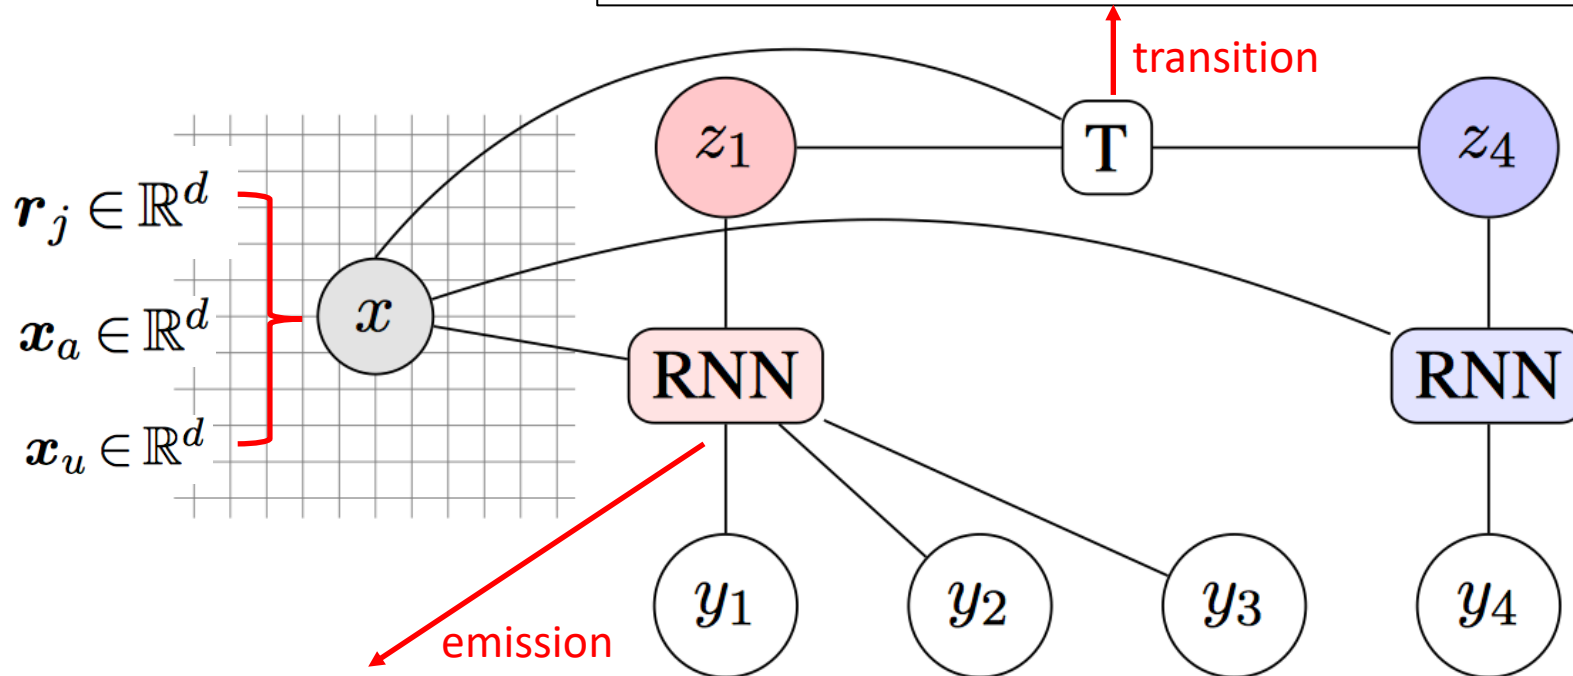 transition
z₁
T
z₄
𝒓ⱼ ∈ ℝᵈ
x
𝒙ₐ ∈ ℝᵈ
RNN
RNN
𝒙ᵤ ∈ ℝᵈ
y₁
y₂
y₃
y₄
emission